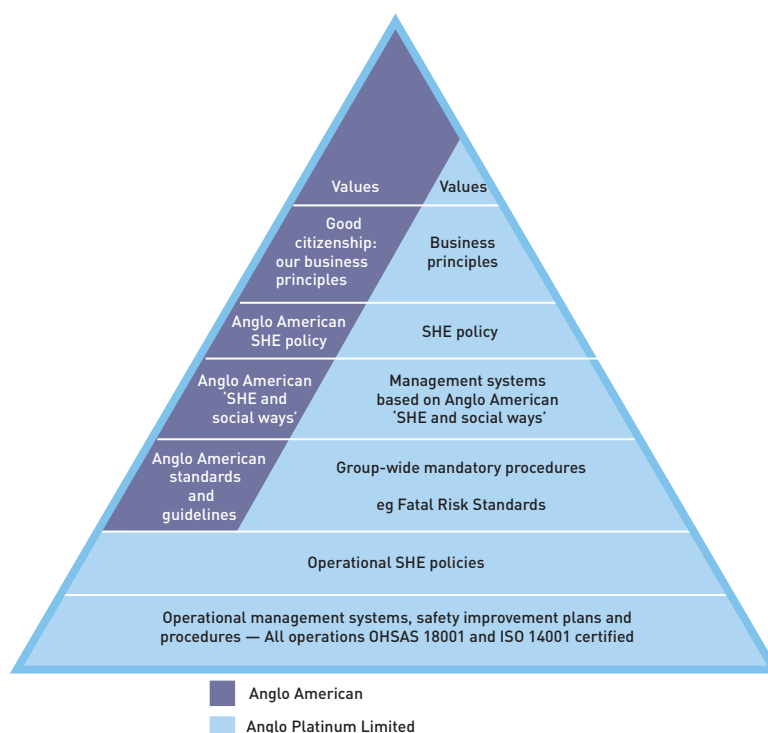 Values
Values
Good
citizenship:
our business
principles
Business
principles
Anglo American
SHE policy
SHE policy
Anglo American
‘SHE and
social ways’
Management systems
based on Anglo American
‘SHE and social ways’
Anglo American
standards
and
guidelines
Group-wide mandatory procedures
eg Fatal Risk Standards
Operational SHE policies
Operational management systems, safety improvement plans and
procedures — All operations OHSAS 18001 and ISO 14001 certified
Anglo American
Anglo Platinum Limited